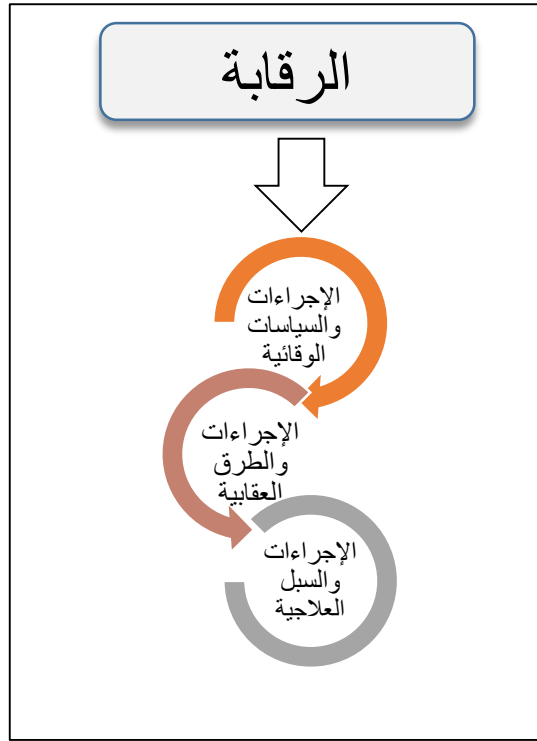 الرقابة
الإجراءات
والسياسات
الوقائية
الإجراءات
والطرق
العقابية
الإجراءات
والسبل
العلاجية